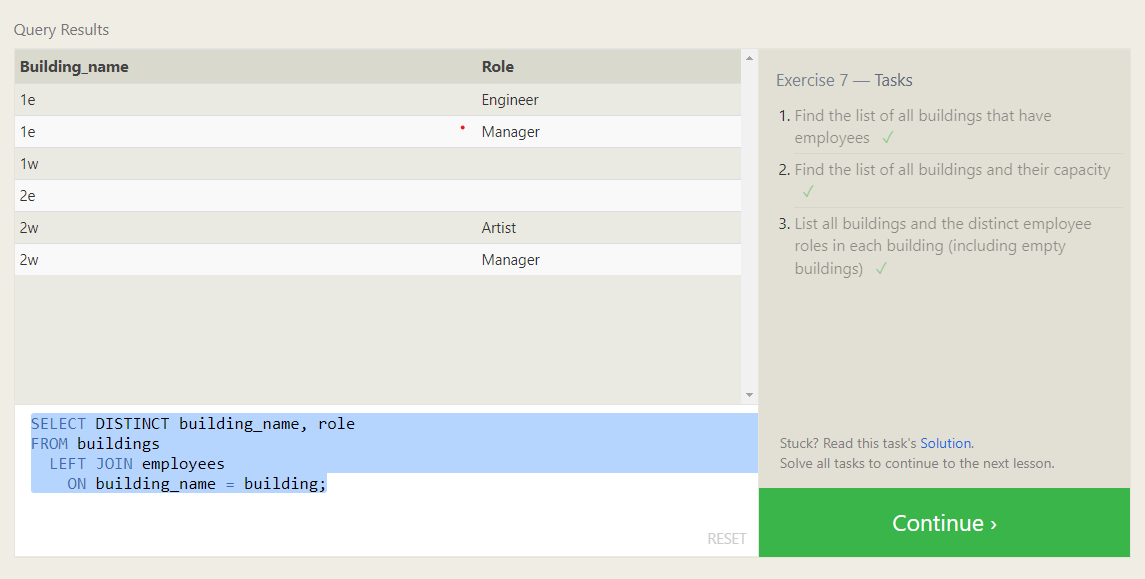 Query Results
Building_name Role
1e Engineer
1e Manager
1w
2e
2w Artist
2w Manager
SELECT DISTINCT building_name, role
FROM buildings
LEFT JOIN employees
ON building_name = building;
RESET
Exercise 7 — Tasks
1. Find the list of all buildings that have
employees ✓
2. Find the list of all buildings and their capacity
✓
3. List all buildings and the distinct employee
roles in each building (including empty
buildings) ✓
Stuck? Read this task's Solution.
Solve all tasks to continue to the next lesson.
Continue ›